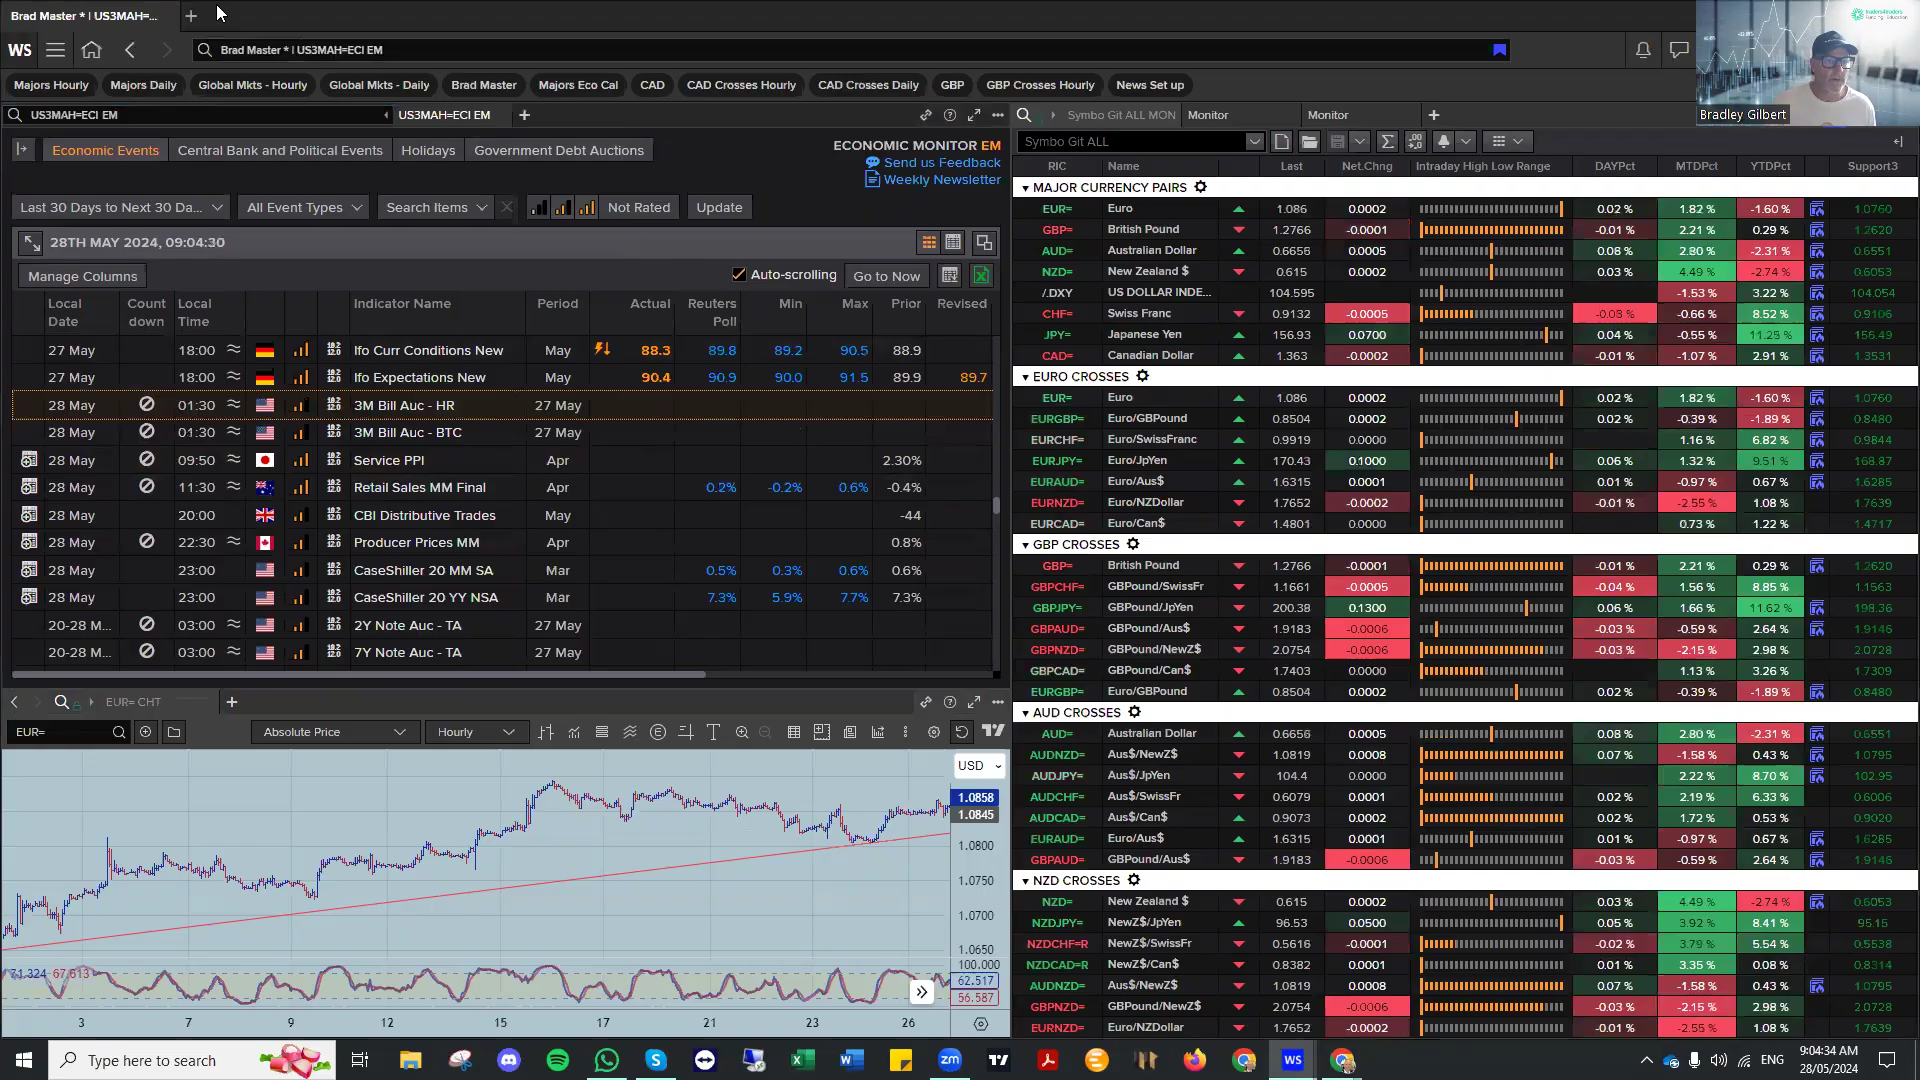 Brad Master * | US3MAH=...
WS
Brad Master * | US3MAH=ECI EM
Majors Hourly Majors Daily Global Mkts - Hourly Global Mkts - Daily Brad Master Majors Eco Cal CAD CAD Crosses Hourly CAD Crosses Daily GBP GBP Crosses Hourly News Set up
traders4traders
Bradley Gilbert
US3MAH=ECI EM US3MAH=ECI EM
Economic Events Central Bank and Political Events Holidays Government Debt Auctions
ECONOMIC MONITOR EM
Send us Feedback
Weekly Newsletter
Last 30 Days to Next 30 Da... All Event Types Search Items Not Rated Update
28TH MAY 2024, 09:04:30
Manage Columns Auto-scrolling Go to Now
Local Date Count down Local Time Indicator Name Period Actual Reuters Poll Min Max Prior Revised
27 May 18:00 Ifo Curr Conditions New May 88.3 89.8 89.2 90.5 88.9
27 May 18:00 Ifo Expectations New May 90.4 90.9 90.0 91.5 89.9 89.7
28 May 01:30 3M Bill Auc - HR 27 May
28 May 01:30 3M Bill Auc - BTC 27 May
28 May 09:50 Service PPI Apr 2.30%
28 May 11:30 Retail Sales MM Final Apr 0.2% -0.2% 0.6% -0.4%
28 May 20:00 CBI Distributive Trades May -44
28 May 22:30 Producer Prices MM Apr 0.8%
28 May 23:00 CaseShiller 20 MM SA Mar 0.5% 0.3% 0.6% 0.6%
28 May 23:00 CaseShiller 20 YY NSA Mar 7.3% 5.9% 7.7% 7.3%
20-28 M... 03:00 2Y Note Auc - TA 27 May
20-28 M... 03:00 7Y Note Auc - TA 27 May
EUR= CHT
EUR= Absolute Price Hourly
USD
1.0858
1.0845
1.0800
1.0750
1.0700
1.0650
100.000
71.324 67.613
62.517
56.587
3 7 9 12 15 17 21 23 26
Symbo Git ALL MON Monitor Monitor
Symbo Git ALL
RIC Name Last Net.Chng Intraday High Low Range DAYPct MTDPct YTDPct Support3
MAJOR CURRENCY PAIRS
EUR= Euro 1.086 0.0002 0.02 % 1.82 % -1.60 % 1.0760
GBP= British Pound 1.2766 -0.0001 -0.01 % 2.21 % 0.29 % 1.2620
AUD= Australian Dollar 0.6656 0.0005 0.08 % 2.80 % -2.31 % 0.6551
NZD= New Zealand $ 0.615 0.0002 0.03 % 4.49 % -2.74 % 0.6053
/.DXY US DOLLAR INDE... 104.595 -1.53 % 3.22 % 104.054
CHF= Swiss Franc 0.9132 -0.0005 -0.03 % -0.66 % 8.52 % 0.9106
JPY= Japanese Yen 156.93 0.0700 0.04 % -0.55 % 11.25 % 156.49
CAD= Canadian Dollar 1.363 -0.0002 -0.01 % -1.07 % 2.91 % 1.3531
EURO CROSSES
EUR= Euro 1.086 0.0002 0.02 % 1.82 % -1.60 % 1.0760
EURGBP= Euro/GBPound 0.8504 0.0002 0.02 % -0.39 % -1.89 % 0.8480
EURCHF= Euro/SwissFranc 0.9919 0.0000 1.16 % 6.82 % 0.9844
EURJPY= Euro/JpYen 170.43 0.1000 0.06 % 1.32 % 9.51 % 168.87
EURAUD= Euro/Aus$ 1.6315 0.0001 0.01 % -0.97 % 0.67 % 1.6285
EURNZD= Euro/NZDollar 1.7652 -0.0002 -0.01 % -2.55 % 1.08 % 1.7639
EURCAD= Euro/Can$ 1.4801 0.0000 0.73 % 1.22 % 1.4717
GBP CROSSES
GBP= British Pound 1.2766 -0.0001 -0.01 % 2.21 % 0.29 % 1.2620
GBPCHF= GBPound/SwissFr 1.1661 -0.0005 -0.04 % 1.56 % 8.85 % 1.1563
GBPJPY= GBPound/JpYen 200.38 0.1300 0.06 % 1.66 % 11.62 % 198.36
GBPAUD= GBPound/Aus$ 1.9183 -0.0006 -0.03 % -0.59 % 2.64 % 1.9146
GBPNZD= GBPound/NewZ$ 2.0754 -0.0006 -0.03 % -2.15 % 2.98 % 2.0728
GBPCAD= GBPound/Can$ 1.7403 0.0000 1.13 % 3.26 % 1.7309
EURGBP= Euro/GBPound 0.8504 0.0002 0.02 % -0.39 % -1.89 % 0.8480
AUD CROSSES
AUD= Australian Dollar 0.6656 0.0005 0.08 % 2.80 % -2.31 % 0.6551
AUDNZD= Aus$/NewZ$ 1.0819 0.0008 0.07 % -1.58 % 0.43 % 1.0795
AUDJPY= Aus$/JpYen 104.4 0.0000 2.22 % 8.70 % 102.95
AUDCHF= Aus$/SwissFr 0.6079 0.0001 0.02 % 2.19 % 6.33 % 0.6006
AUDCAD= Aus$/Can$ 0.9073 0.0002 0.02 % 1.72 % 0.53 % 0.9020
EURAUD= Euro/Aus$ 1.6315 0.0001 0.01 % -0.97 % 0.67 % 1.6285
GBPAUD= GBPound/Aus$ 1.9183 -0.0006 -0.03 % -0.59 % 2.64 % 1.9146
NZD CROSSES
NZD= New Zealand $ 0.615 0.0002 0.03 % 4.49 % -2.74 % 0.6053
NZDJPY= NewZ$/JpYen 96.53 0.0500 0.05 % 3.92 % 8.41 % 95.15
NZDCHF=R NewZ$/SwissFr 0.5616 -0.0001 -0.02 % 3.79 % 5.54 % 0.5538
NZDCAD=R NewZ$/Can$ 0.8382 0.0001 0.01 % 3.35 % 0.08 % 0.8314
AUDNZD= Aus$/NewZ$ 1.0819 0.0008 0.07 % -1.58 % 0.43 % 1.0795
GBPNZD= GBPound/NewZ$ 2.0754 -0.0006 -0.03 % -2.15 % 2.98 % 2.0728
EURNZD= Euro/NZDollar 1.7652 -0.0002 -0.01 % -2.55 % 1.08 % 1.7639
Type here to search
ENG
9:04:34 AM
28/05/2024